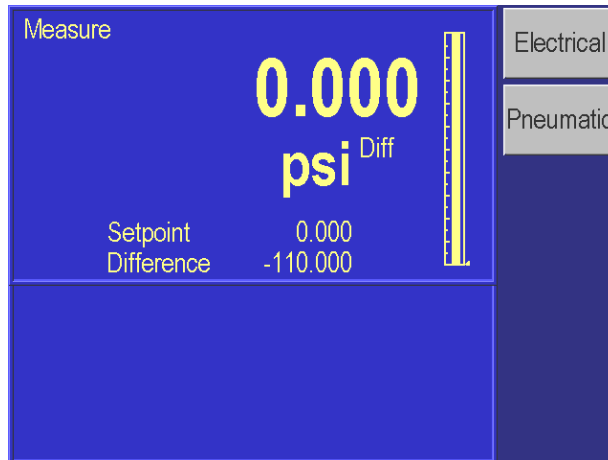 Measure
0.000
psi Diff
Setpoint 0.000
Difference -110.000
Electrical
Pneumatic